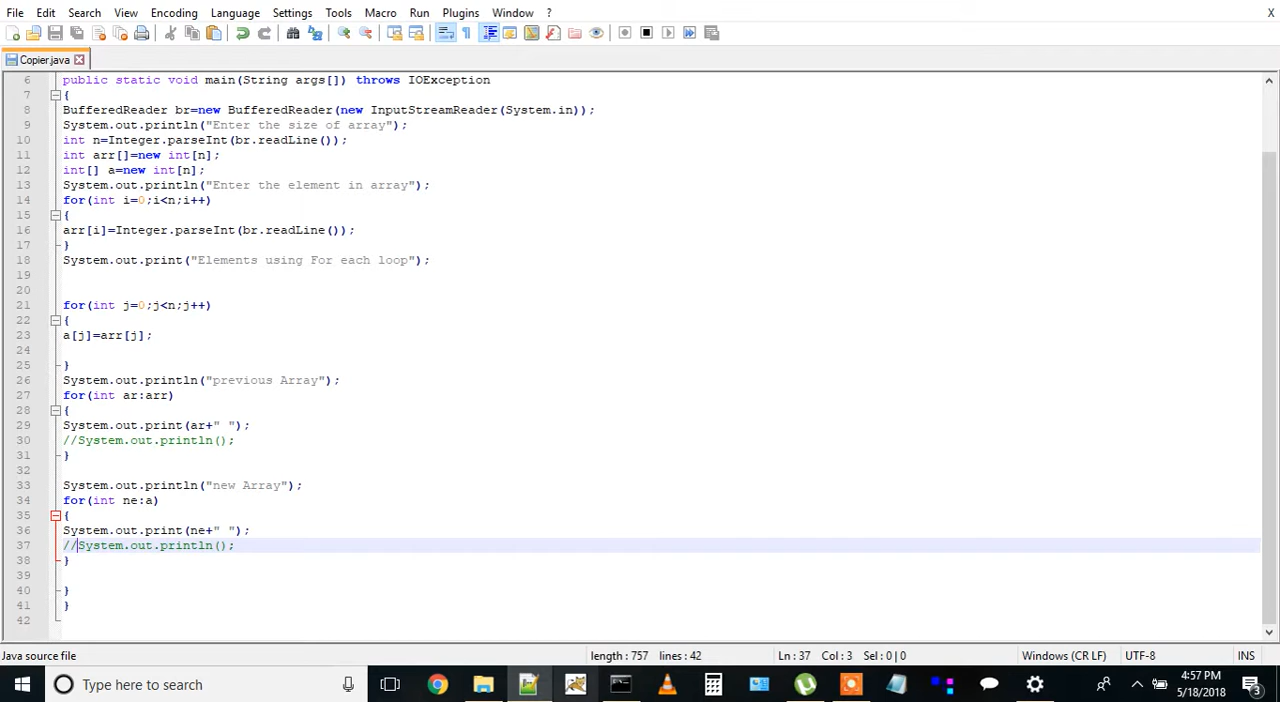 File Edit Search View Encoding Language Settings Tools Macro Run Plugins Window ? X
Copier.java
6 public static void main(String args[]) throws IOException
7 {
8 BufferedReader br=new BufferedReader(new InputStreamReader(System.in));
9 System.out.println("Enter the size of array");
10 int n=Integer.parseInt(br.readLine());
11 int arr[]=new int[n];
12 int[] a=new int[n];
13 System.out.println("Enter the element in array");
14 for(int i=0;i<n;i++)
15 {
16 arr[i]=Integer.parseInt(br.readLine());
17 }
18 System.out.print("Elements using For each loop");
19
20
21 for(int j=0;j<n;j++)
22 {
23 a[j]=arr[j];
24
25 }
26 System.out.println("previous Array");
27 for(int ar:arr)
28 {
29 System.out.print(ar+" ");
30 //System.out.println();
31 }
32
33 System.out.println("new Array");
34 for(int ne:a)
35 {
36 System.out.print(ne+" ");
37 //System.out.println();
38 }
39
40 }
41 }
42
Java source file length : 757 lines : 42 Ln : 37 Col : 3 Sel : 0 | 0 Windows (CR LF) UTF-8 INS
Type here to search 4:57 PM
5/18/2018 3